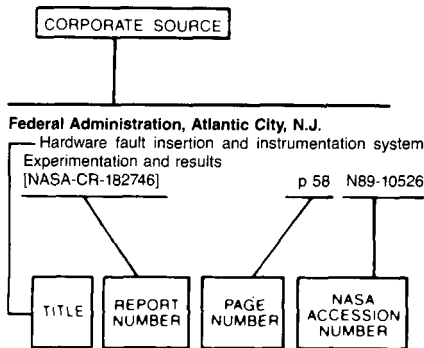 CORPORATE SOURCE
Federal Administration, Atlantic City, N.J.
Hardware fault insertion and instrumentation system
Experimentation and results
[NASA-CR-182746] p 58 N89-10526
TITLE
REPORT
NUMBER
PAGE
NUMBER
NASA
ACCESSION
NUMBER